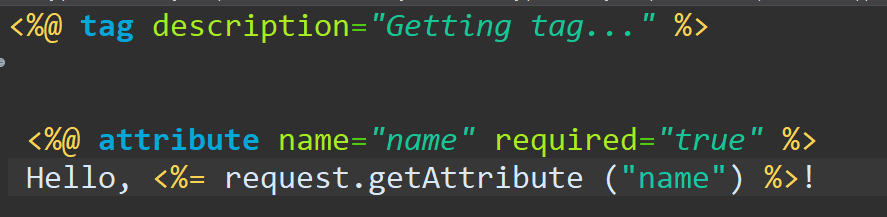 <%@ tag description="Getting tag..." %>
<%@ attribute name="name" required="true" %>
Hello, <%= request.getAttribute ("name") %>!